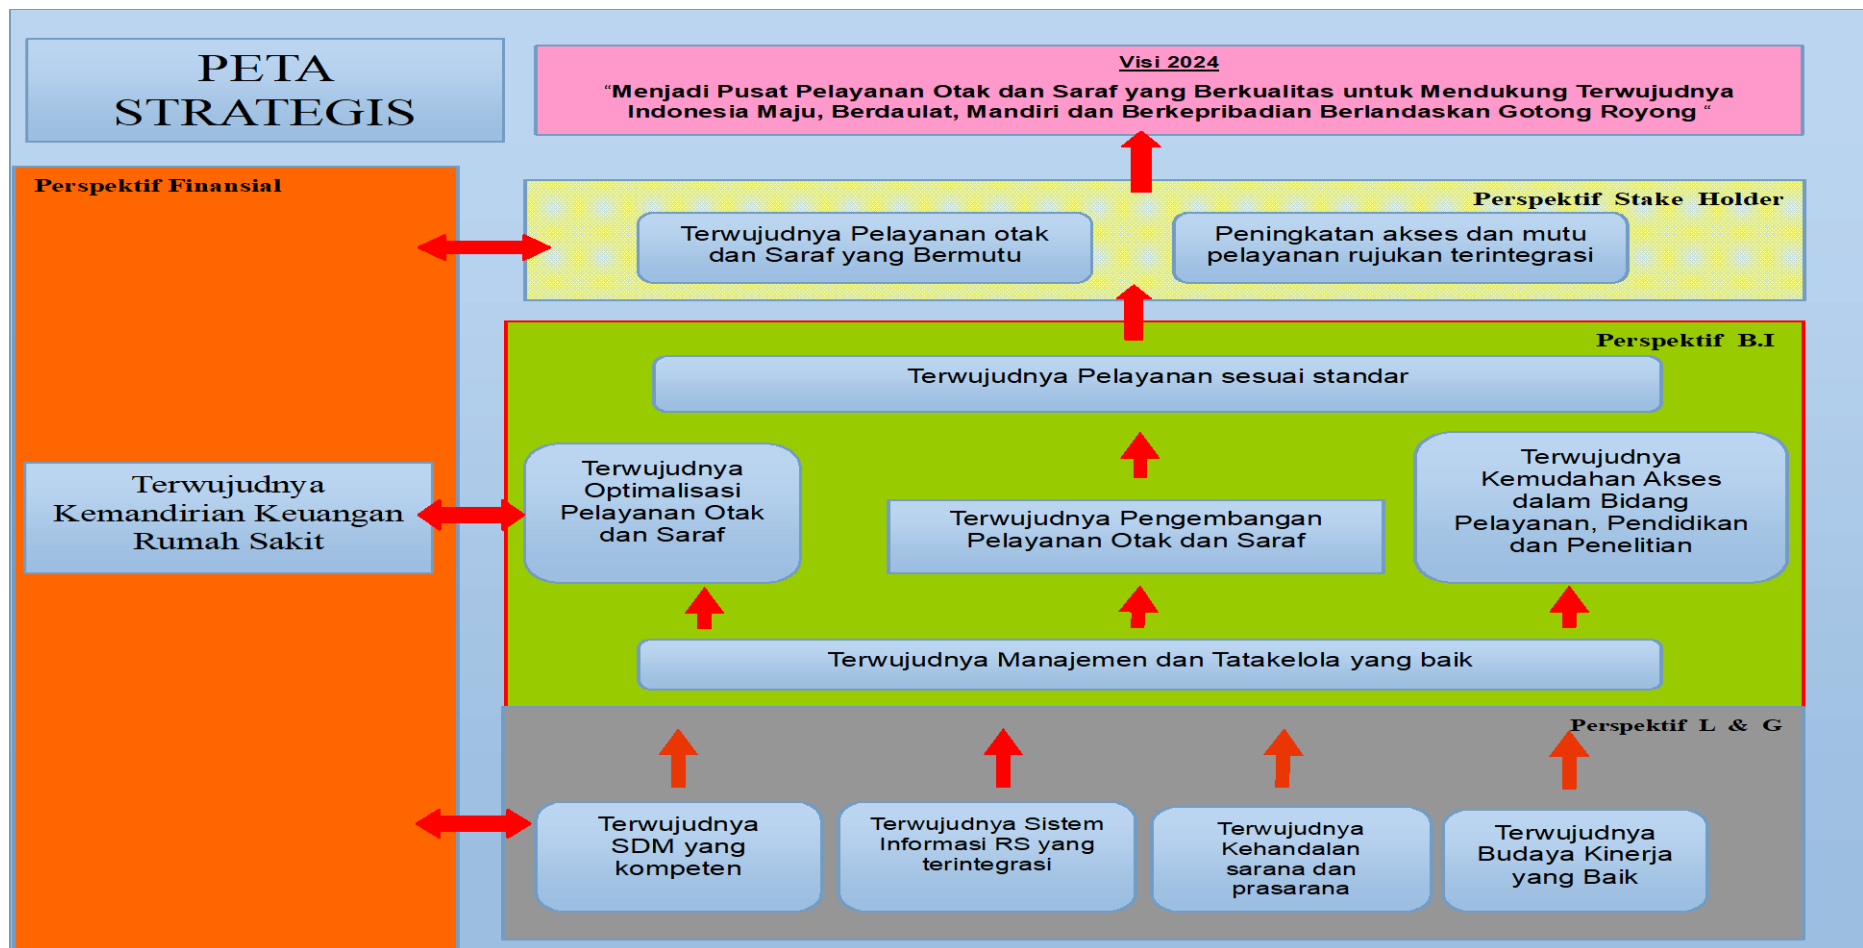 PETA
STRATEGIS
Visi 2024
“Menjadi Pusat Pelayanan Otak dan Saraf yang Berkualitas untuk Mendukung Terwujudnya
Indonesia Maju, Berdaulat, Mandiri dan Berkepribadian Berlandaskan Gotong Royong “
Perspektif Finansial
Perspektif Stake Holder
Terwujudnya Pelayanan otak
dan Saraf yang Bermutu
Peningkatan akses dan mutu
pelayanan rujukan terintegrasi
Perspektif B.I
Terwujudnya Pelayanan sesuai standar
Terwujudnya
Kemandirian Keuangan
Rumah Sakit
Terwujudnya
Optimalisasi
Pelayanan Otak
dan Saraf
Terwujudnya Pengembangan
Pelayanan Otak dan Saraf
Terwujudnya
Kemudahan Akses
dalam Bidang
Pelayanan, Pendidikan
dan Penelitian
Terwujudnya Manajemen dan Tatakelola yang baik
Perspektif L & G
Terwujudnya
SDM yang
kompeten
Terwujudnya Sistem
Informasi RS yang
terintegrasi
Terwujudnya
Kehandalan
sarana dan
prasarana
Terwujudnya
Budaya Kinerja
yang Baik